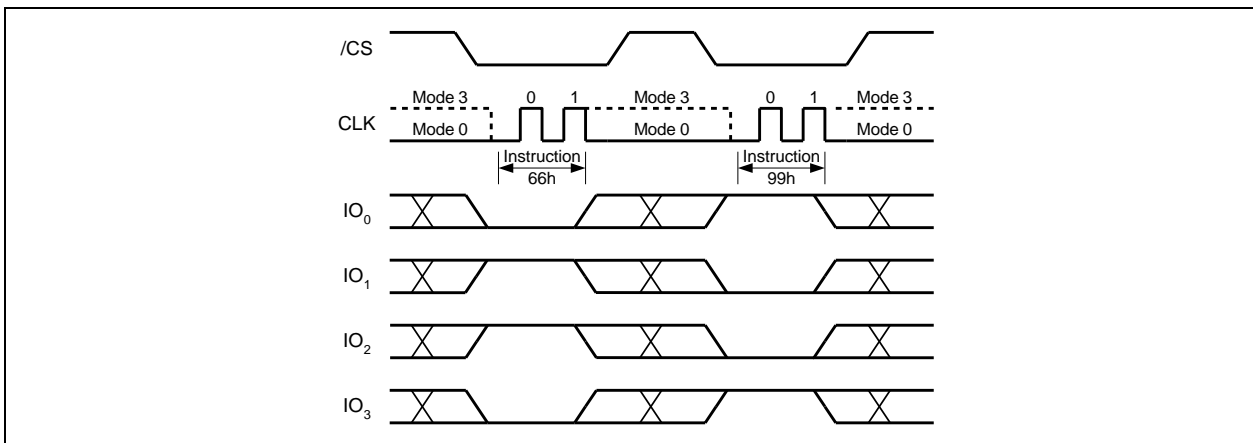 /CS
Mode 3 0 1 Mode 3 0 1 Mode 3
CLK
Mode 0 Mode 0 Mode 0
Instruction Instruction
66h 99h
IO0
IO1
IO2
IO3